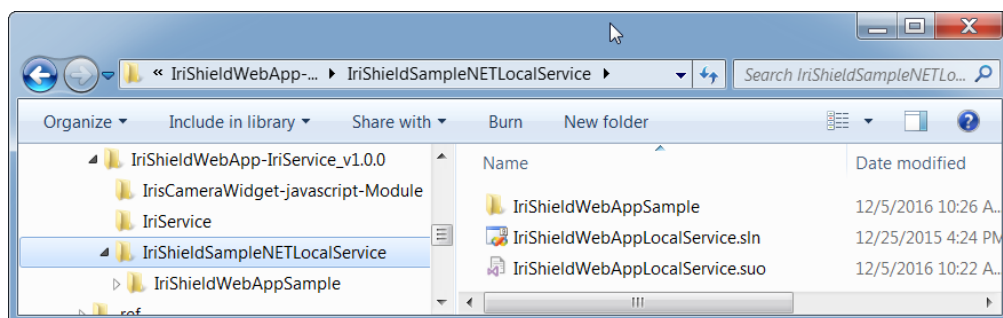 « IriShieldWebApp-... IriShieldSampleNETLocalService Search IriShieldSampleNETLo...
Organize Include in library Share with Burn New folder
IriShieldWebApp-IriService_v1.0.0
IrisCameraWidget-javascript-Module
IriService
IriShieldSampleNETLocalService
IriShieldWebAppSample
ref
Name Date modified
IriShieldWebAppSample 12/5/2016 10:26 A...
IriShieldWebAppLocalService.sln 12/25/2015 4:24 PM
IriShieldWebAppLocalService.suo 12/5/2016 10:22 A...